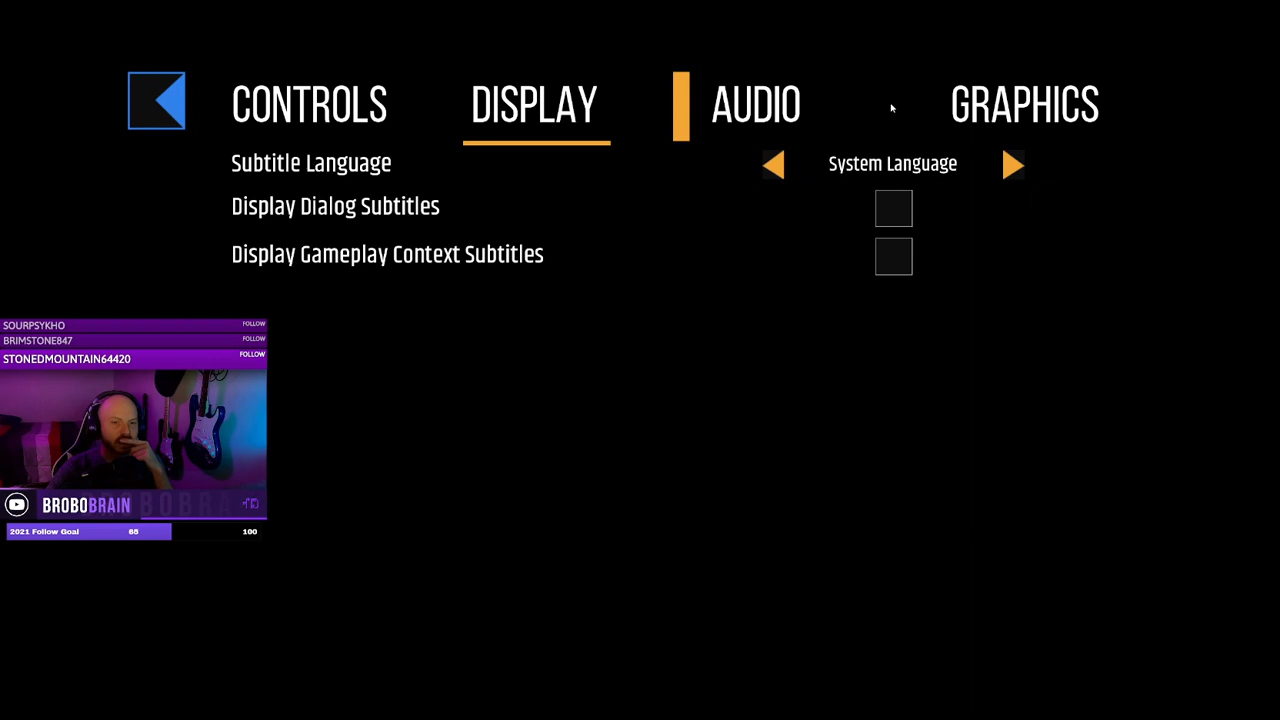 CONTROLS DISPLAY AUDIO GRAPHICS
Subtitle Language System Language
Display Dialog Subtitles
Display Gameplay Context Subtitles
SOURPSYKHO FOLLOW
BRIMSTONE847 FOLLOW
STONEDMOUNTAIN64420 FOLLOW
BROBOBRAIN
2021 Follow Goal 65 100